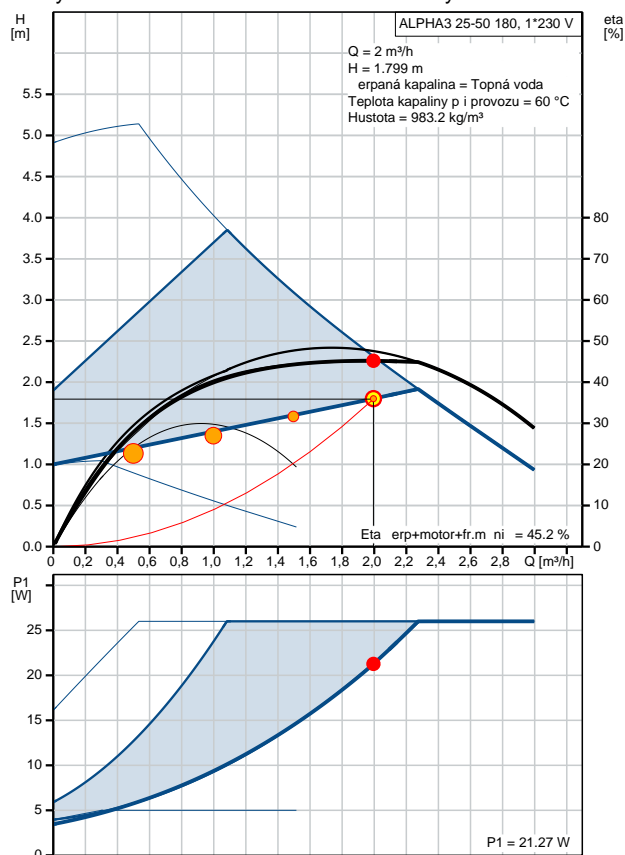 H
[m]
ALPHA3 25-50 180, 1*230 V
eta
[%]
Q = 2 m³/h
H = 1.799 m
erpaná kapalina = Topná voda
Teplota kapaliny p i provozu = 60 °C
Hustota = 983.2 kg/m³
5.5
5.0
4.5
4.0
3.5
3.0
2.5
2.0
1.5
1.0
0.5
0.0
80
70
60
50
40
30
20
10
0
Eta erp+motor+fr.m ni = 45.2 %
0 0,2 0,4 0,6 0,8 1,0 1,2 1,4 1,6 1,8 2,0 2,2 2,4 2,6 2,8 Q [m³/h]
P1
[W]
25
20
15
10
5
0
P1 = 21.27 W